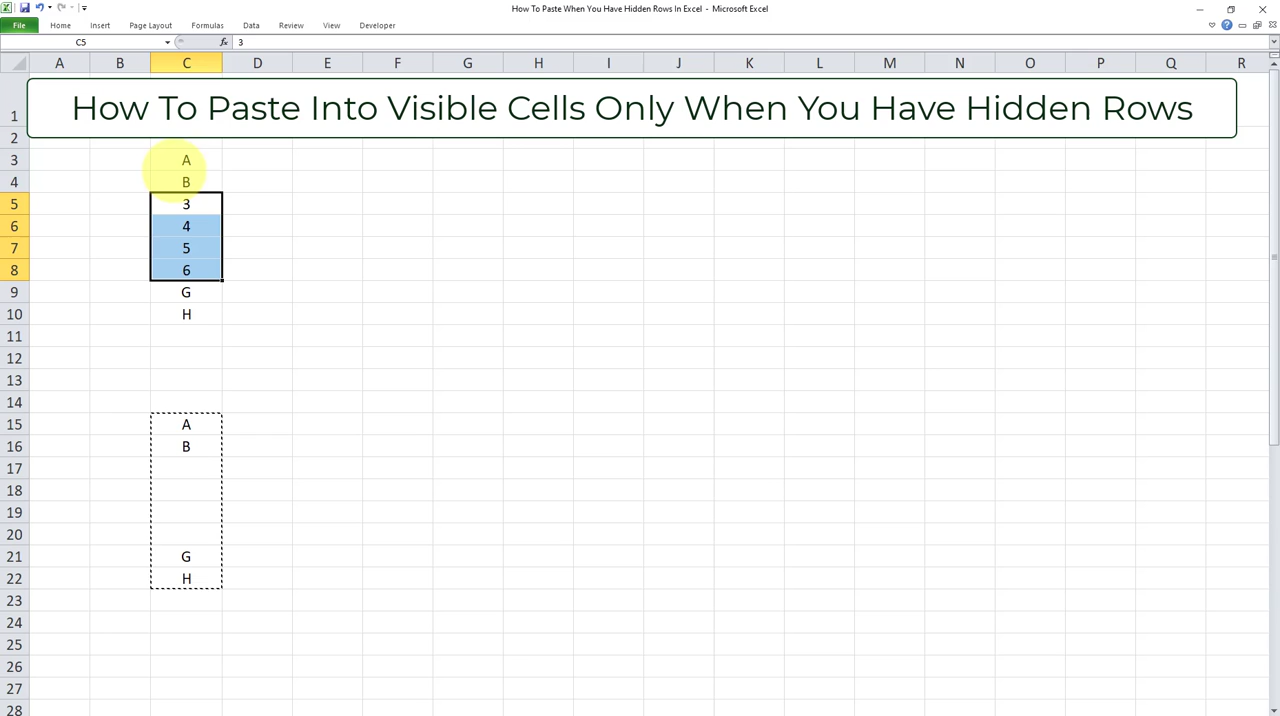 How To Paste When You Have Hidden Rows In Excel - Microsoft Excel
File Home Insert Page Layout Formulas Data Review View Developer
C5 fx 3
A B C D E F G H I J K L M N O P Q R
How To Paste Into Visible Cells Only When You Have Hidden Rows
1
2
3 A
4 B
5 3
6 4
7 5
8 6
9 G
10 H
11
12
13
14
15 A
16 B
17
18
19
20
21 G
22 H
23
24
25
26
27
28